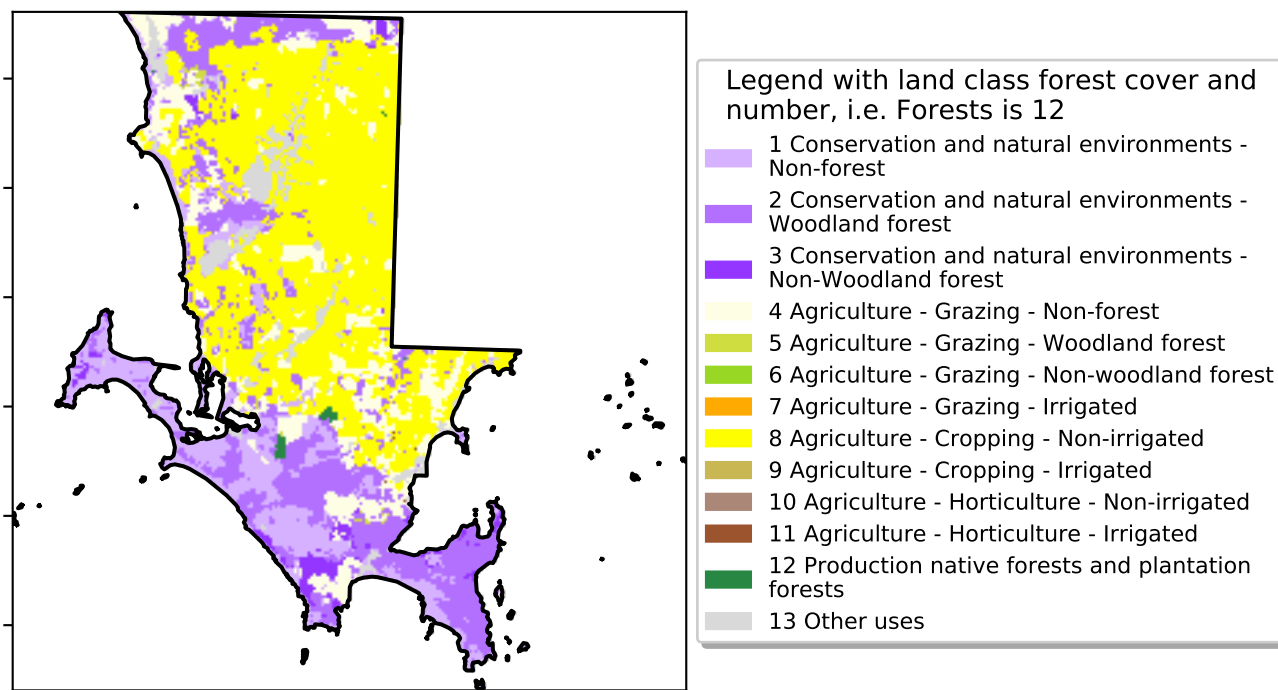 Legend with land class forest cover and
number, i.e. Forests is 12
1 Conservation and natural environments -
Non-forest
2 Conservation and natural environments -
Woodland forest
3 Conservation and natural environments -
Non-Woodland forest
4 Agriculture - Grazing - Non-forest
5 Agriculture - Grazing - Woodland forest
6 Agriculture - Grazing - Non-woodland forest
7 Agriculture - Grazing - Irrigated
8 Agriculture - Cropping - Non-irrigated
9 Agriculture - Cropping - Irrigated
10 Agriculture - Horticulture - Non-irrigated
11 Agriculture - Horticulture - Irrigated
12 Production native forests and plantation
forests
13 Other uses